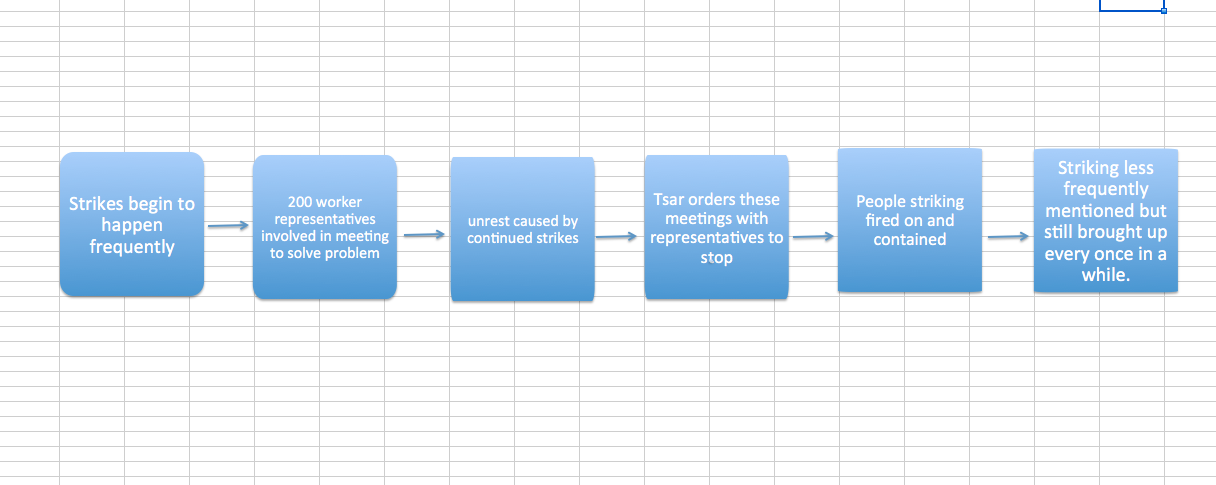 Strikes begin to
happen
frequently
200 worker
representatives
involved in meeting
to solve problem
unrest caused by
continued strikes
Tsar orders these
meetings with
representatives to
stop
People striking
fired on and
contained
Striking less
frequently
mentioned but
still brought up
every once in a
while.